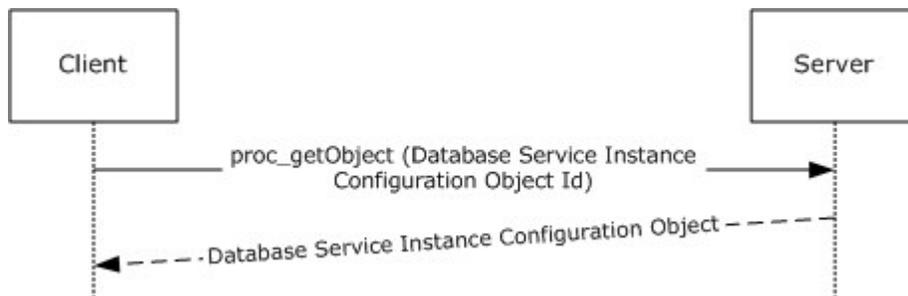 Client
Server
proc_getObject (Database Service Instance
Configuration Object Id)
Database Service Instance Configuration Object